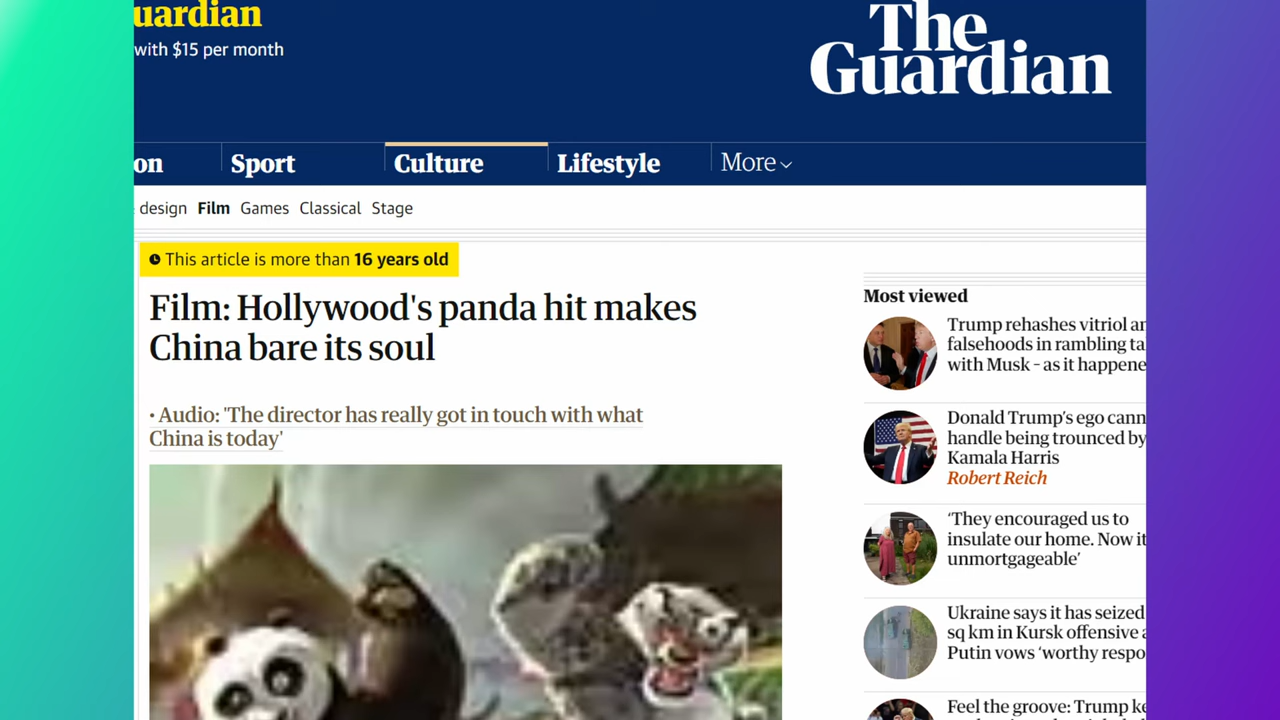 uardian
with $15 per month
The
Guardian
on
Sport
Culture
Lifestyle
More
design
Film
Games
Classical
Stage
This article is more than 16 years old
Film: Hollywood's panda hit makes
China bare its soul
• Audio: 'The director has really got in touch with what
China is today'
Most viewed
Trump rehashes vitriol an
falsehoods in rambling ta
with Musk – as it happene
Donald Trump's ego cann
handle being trounced by
Kamala Harris
Robert Reich
'They encouraged us to
insulate our home. Now it
unmortgageable'
Ukraine says it has seized
sq km in Kursk offensive a
Putin vows 'worthy respo
Feel the groove: Trump ke